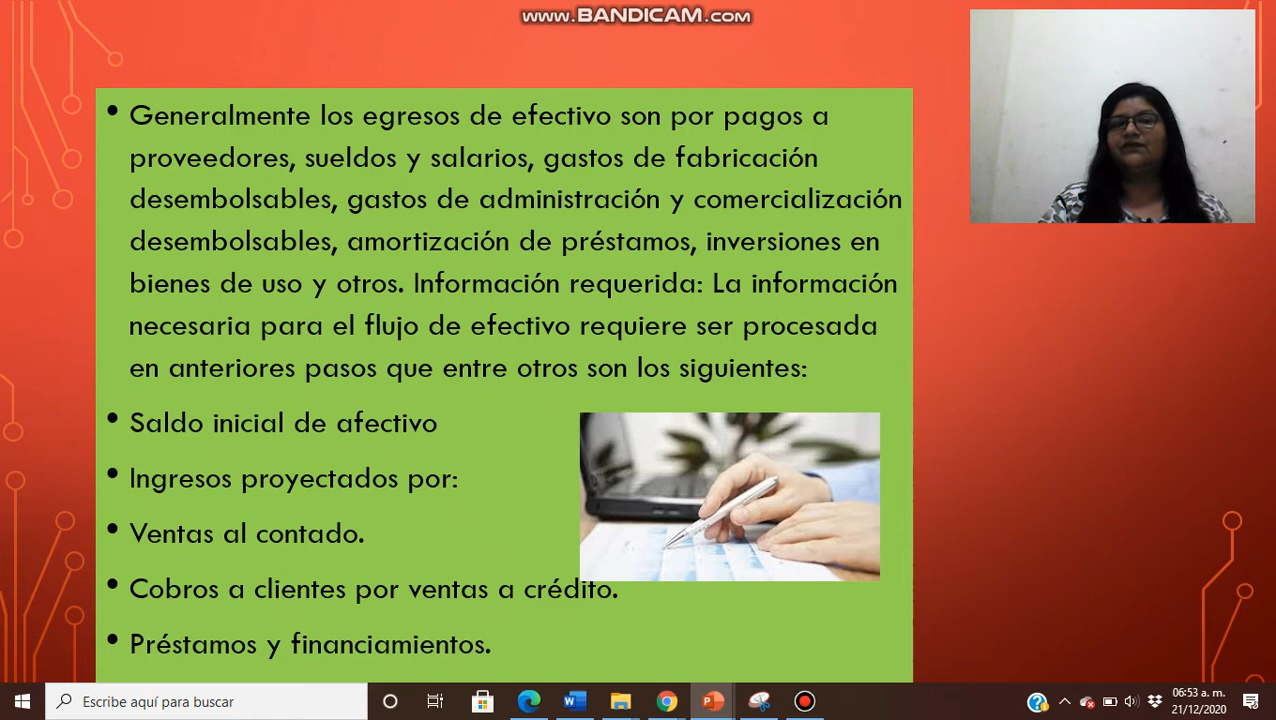 www.BANDICAM.com
• Generalmente los egresos de efectivo son por pagos a
proveedores, sueldos y salarios, gastos de fabricación
desembolsables, gastos de administración y comercialización
desembolsables, amortización de préstamos, inversiones en
bienes de uso y otros. Información requerida: La información
necesaria para el flujo de efectivo requiere ser procesada
en anteriores pasos que entre otros son los siguientes:
• Saldo inicial de afectivo
• Ingresos proyectados por:
• Ventas al contado.
• Cobros a clientes por ventas a crédito.
• Préstamos y financiamientos.
Escribe aquí para buscar
06:53 a. m.
21/12/2020